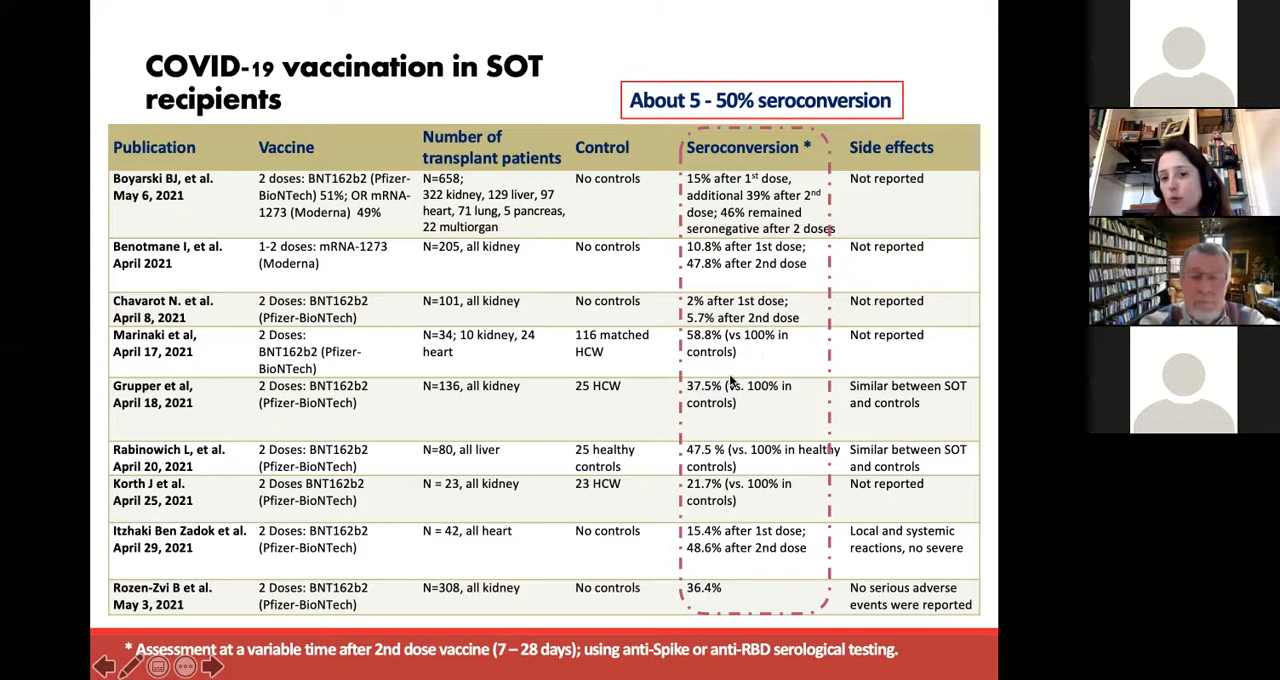 COVID-19 vaccination in SOT
recipients
About 5 - 50% seroconversion
Publication
Vaccine
Number of
transplant patients
Control
Seroconversion *
Side effects
Boyarski BJ, et al.
May 6, 2021
2 doses: BNT162b2 (Pfizer-
BioNTech) 51%; OR mRNA-
1273 (Moderna) 49%
N=658;
322 kidney, 129 liver, 97
heart, 71 lung, 5 pancreas,
22 multiorgan
No controls
15% after 1st dose,
additional 39% after 2nd
dose; 46% remained
seronegative after 2 doses
Not reported
Benotmane I, et al.
April 2021
1-2 doses: mRNA-1273
(Moderna)
N=205, all kidney
No controls
10.8% after 1st dose;
47.8% after 2nd dose
Not reported
Chavarot N. et al.
April 8, 2021
2 Doses: BNT162b2
(Pfizer-BioNTech)
N=101, all kidney
No controls
2% after 1st dose;
5.7% after 2nd dose
Not reported
Marinaki et al,
April 17, 2021
2 Doses:
BNT162b2 (Pfizer-
BioNTech)
N=34; 10 kidney, 24
heart
116 matched
HCW
58.8% (vs 100% in
controls)
Not reported
Grupper et al,
April 18, 2021
2 Doses: BNT162b2
(Pfizer-BioNTech)
N=136, all kidney
25 HCW
37.5% (vs. 100% in
controls)
Similar between SOT
and controls
Rabinowich L, et al.
April 20, 2021
2 Doses: BNT162b2
(Pfizer-BioNTech)
N=80, all liver
25 healthy
controls
47.5 % (vs. 100% in healthy
controls)
Similar between SOT
and controls
Korth J et al.
April 25, 2021
2 Doses BNT162b2
(Pfizer-BioNTech)
N = 23, all kidney
23 HCW
21.7% (vs. 100% in
controls)
Not reported
Itzhaki Ben Zadok et al.
April 29, 2021
2 Doses: BNT162b2
(Pfizer-BioNTech)
N = 42, all heart
No controls
15.4% after 1st dose;
48.6% after 2nd dose
Local and systemic
reactions, no severe
Rozen-Zvi B et al.
May 3, 2021
2 Doses: BNT162b2
(Pfizer-BioNTech)
N=308, all kidney
No controls
36.4%
No serious adverse
events were reported
* Assessment at a variable time after 2nd dose vaccine (7 – 28 days); using anti-Spike or anti-RBD serological testing.